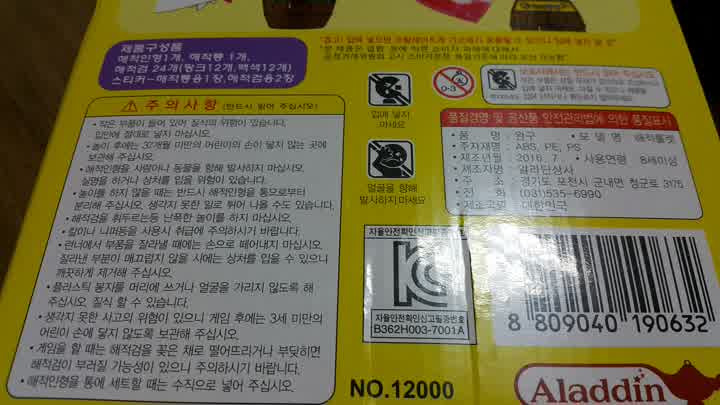 제품구성품
해적인형1개, 해적통 1개,
해적검 24개(핑크12개,백색12개)
스티커-해적통용1장,해적검용2장
⚠ 주의사항 (반드시 읽어 주십시오)
• 작은 부품이 들어 있어 질식의 위험이 있습니다.
입안에 절대로 넣지 마십시오.
• 놀이 후에는 37개월 미만의 어린이의 손이 닿지 않는 곳에
보관해 주십시오.
• 해적인형을 사람이나 동물을 향해 발사하지 마십시오.
실명을 하거나 상처를 입을 위험이 있습니다.
• 놀이를 하지 않을 때는 반드시 해적인형을 통으로부터
분리해 주십시오. 생각지 못한 일로 튀어 나올 수도 있습니다.
• 해적검을 휘두르는등 난폭한 놀이를 하지 마십시오.
• 칼이나 니퍼등을 사용시 취급에 주의하시기 바랍니다.
• 런너에서 부품을 잘라낼 때에는 손으로 떼어내지 마십시오.
잘라낸 부분이 매끄럽지 않을 시에는 상처를 입을 수 있으니
깨끗하게 제거해 주십시오.
• 플라스틱 봉지를 머리에 쓰거나 얼굴을 가리지 않도록 해
주십시오. 질식 할 수 있습니다.
• 생각지 못한 사고의 위험이 있으니 게임 후에는 3세 미만의
어린이 손에 닿지 않도록 보관해 주십시오.
• 게임을 할 때는 해적검을 꽂은 채로 떨어뜨리거나 부딪히면
해적검이 부러질 가능성이 있으니 주의하시기 바랍니다.
• 해적인형을 통에 세트할 때는 수직으로 넣어 주십시오.
입에 넣지
마세요
얼굴을 향해
발사하지 마세요
0-3
품질경영 및 공산품 안전관리법에 의한 품질표시
• 품 명 : 완구 • 모 델 명 : 해적룰렛
• 주자재명 : ABS, PE, PS
• 제조년월 : 2016. 7. • 사용연령 : 8세이상
• 제조자명 : 알라딘상사
• 주 소 : 경기도 포천시 군내면 청군로 3175
• 전 화 : (031)535-6990
• 제조국명 : 대한민국
자율안전확인신고필증
자율안전확인신고필증번호
B362H003-7001A
NO.12000
8 809040 190632
Aladdin